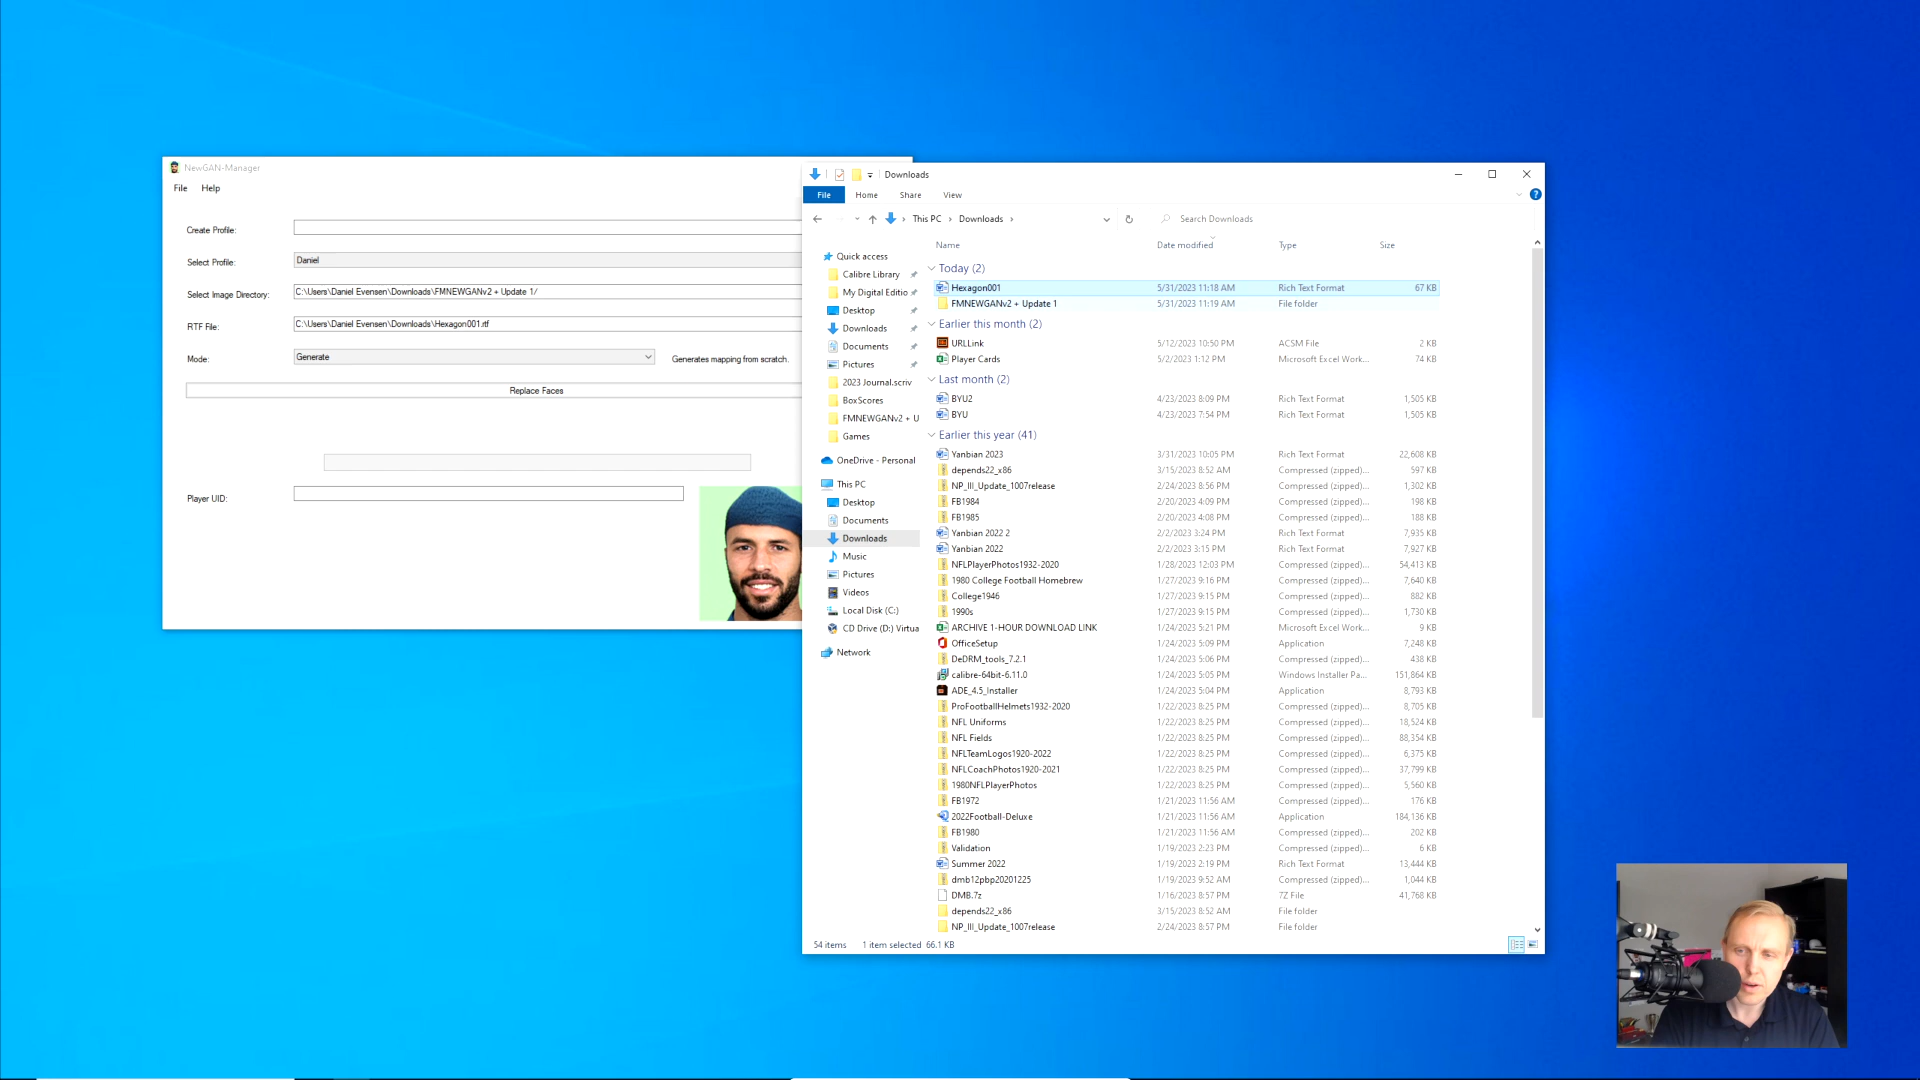 NewGAN-Manager
File Help
Create Profile:
Select Profile: Daniel
Select Image Directory: C:\Users\Daniel Evensen\Downloads\FMNEWGANv2 + Update 1/
RTF File: C:\Users\Daniel Evensen\Downloads\Hexagon001.rtf
Mode: Generate Generates mapping from scratch.
Replace Faces
Player UID:
Downloads
File Home Share View
This PC Downloads Search Downloads
Name Date modified Type Size
Quick access
Calibre Library
My Digital Editio
Desktop
Downloads
Documents
Pictures
2023 Journal.scriv
BoxScores
FMNEWGANv2 + U
Games
OneDrive - Personal
This PC
Desktop
Documents
Downloads
Music
Pictures
Videos
Local Disk (C:)
CD Drive (D:) Virtua
Network
Today (2)
Hexagon001 5/31/2023 11:18 AM Rich Text Format 67 KB
FMNEWGANv2 + Update 1 5/31/2023 11:19 AM File folder
Earlier this month (2)
URLLink 5/12/2023 10:50 PM ACSM File 2 KB
Player Cards 5/2/2023 1:12 PM Microsoft Excel Work... 74 KB
Last month (2)
BYU2 4/23/2023 8:09 PM Rich Text Format 1,505 KB
BYU 4/23/2023 7:54 PM Rich Text Format 1,505 KB
Earlier this year (41)
Yanbian 2023 3/31/2023 10:05 PM Rich Text Format 22,608 KB
depends22_x86 3/15/2023 8:52 AM Compressed (zipped)... 597 KB
NP_III_Update_1007release 2/24/2023 8:56 PM Compressed (zipped)... 1,302 KB
FB1984 2/20/2023 4:09 PM Compressed (zipped)... 198 KB
FB1985 2/20/2023 4:08 PM Compressed (zipped)... 188 KB
Yanbian 2022 2 2/2/2023 3:24 PM Rich Text Format 7,935 KB
Yanbian 2022 2/2/2023 3:15 PM Rich Text Format 7,927 KB
NFLPlayerPhotos1932-2020 1/28/2023 12:03 PM Compressed (zipped)... 54,413 KB
1980 College Football Homebrew 1/27/2023 9:16 PM Compressed (zipped)... 7,640 KB
College1946 1/27/2023 9:15 PM Compressed (zipped)... 882 KB
1990s 1/27/2023 9:15 PM Compressed (zipped)... 1,730 KB
ARCHIVE 1-HOUR DOWNLOAD LINK 1/24/2023 5:21 PM Microsoft Excel Work... 9 KB
OfficeSetup 1/24/2023 5:09 PM Application 7,248 KB
DeDRM_tools_7.2.1 1/24/2023 5:06 PM Compressed (zipped)... 438 KB
calibre-64bit-6.11.0 1/24/2023 5:05 PM Windows Installer Pa... 151,864 KB
ADE_4.5_Installer 1/24/2023 5:04 PM Application 8,793 KB
ProFootballHelmets1932-2020 1/22/2023 8:25 PM Compressed (zipped)... 8,705 KB
NFL Uniforms 1/22/2023 8:25 PM Compressed (zipped)... 18,524 KB
NFL Fields 1/22/2023 8:25 PM Compressed (zipped)... 88,354 KB
NFLTeamLogos1920-2022 1/22/2023 8:25 PM Compressed (zipped)... 6,375 KB
NFLCoachPhotos1920-2021 1/22/2023 8:25 PM Compressed (zipped)... 37,799 KB
1980NFLPlayerPhotos 1/22/2023 8:25 PM Compressed (zipped)... 5,560 KB
FB1972 1/21/2023 11:56 AM Compressed (zipped)... 176 KB
2022Football-Deluxe 1/21/2023 11:56 AM Application 184,136 KB
FB1980 1/21/2023 11:56 AM Compressed (zipped)... 202 KB
Validation 1/19/2023 2:23 PM Compressed (zipped)... 6 KB
Summer 2022 1/19/2023 2:19 PM Rich Text Format 13,444 KB
dmb12pbp20201225 1/19/2023 9:52 AM Compressed (zipped)... 1,044 KB
DMB.7z 1/16/2023 8:57 PM 7Z File 41,768 KB
depends22_x86 3/15/2023 8:52 AM File folder
NP_III_Update_1007release 2/24/2023 8:57 PM File folder
54 items 1 item selected 66.1 KB